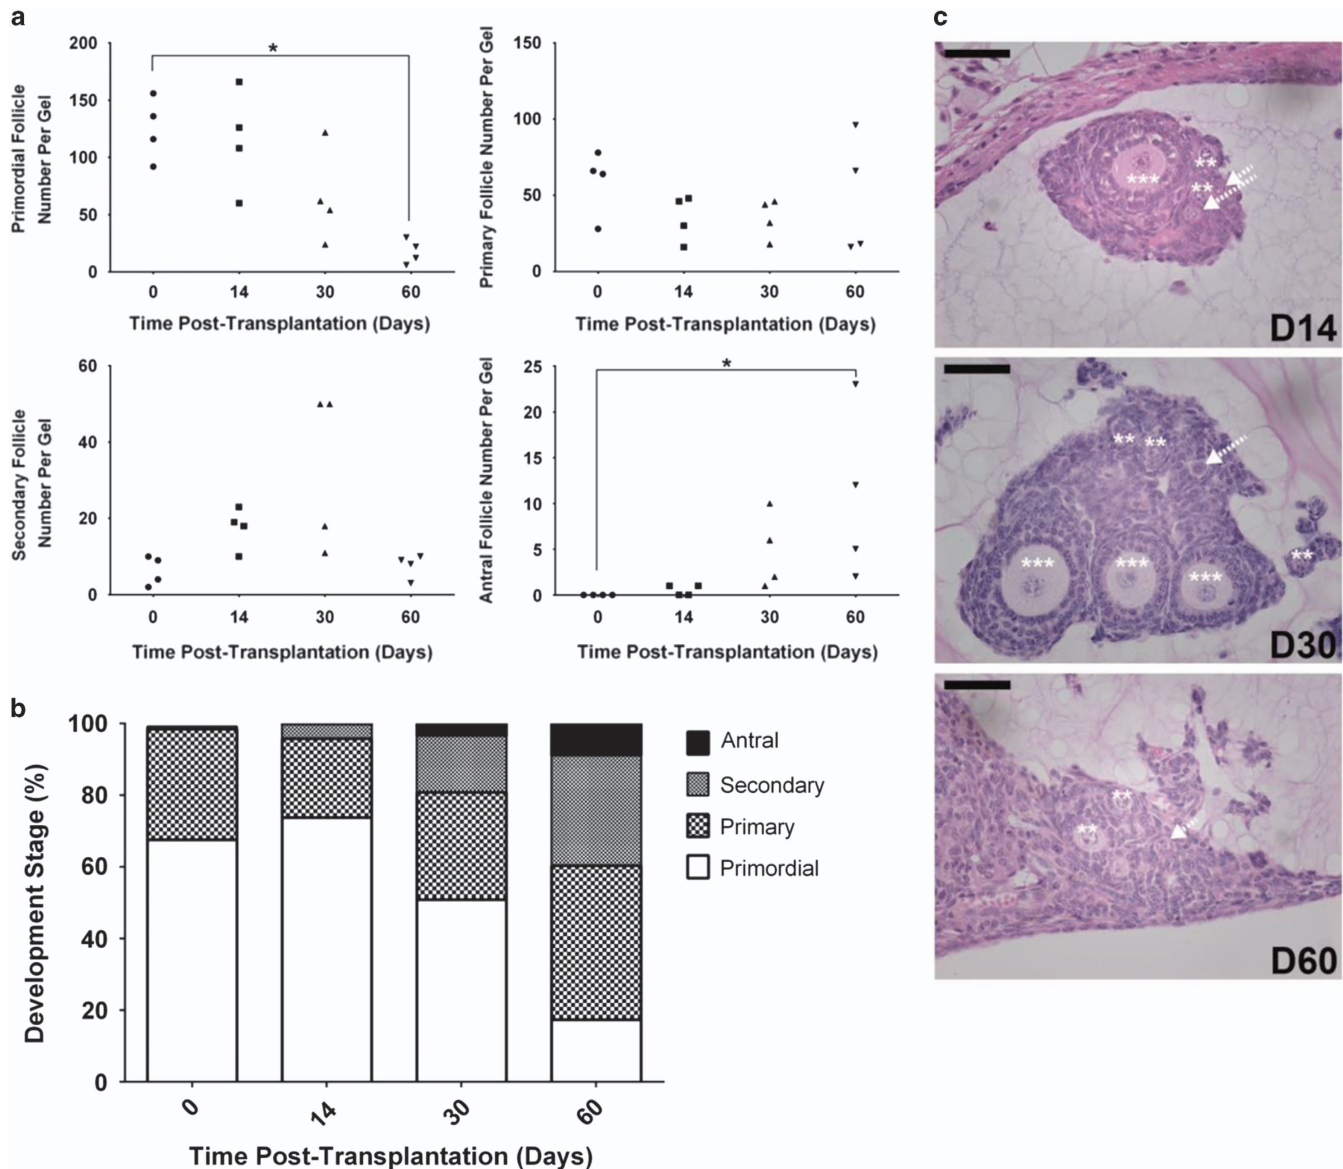 a
Primordial Follicle
Number Per Gel
200
150
100
50
0
*
0 14 30 60
Time Post-Transplantation (Days)
Primary Follicle Number Per Gel
150
100
50
0
0 14 30 60
Time Post-Transplantation (Days)
Secondary Follicle
Number Per Gel
60
40
20
0
0 14 30 60
Time Post-Transplantation (Days)
Antral Follicle Number Per Gel
25
20
15
10
5
0
*
0 14 30 60
Time Post-Transplantation (Days)
b
Development Stage (%)
100
80
60
40
20
0
0 14 30 60
Time Post-Transplantation (Days)
Antral
Secondary
Primary
Primordial
c
**
***
**
D14
** **
*** *** ***
**
D30
**
**
D60